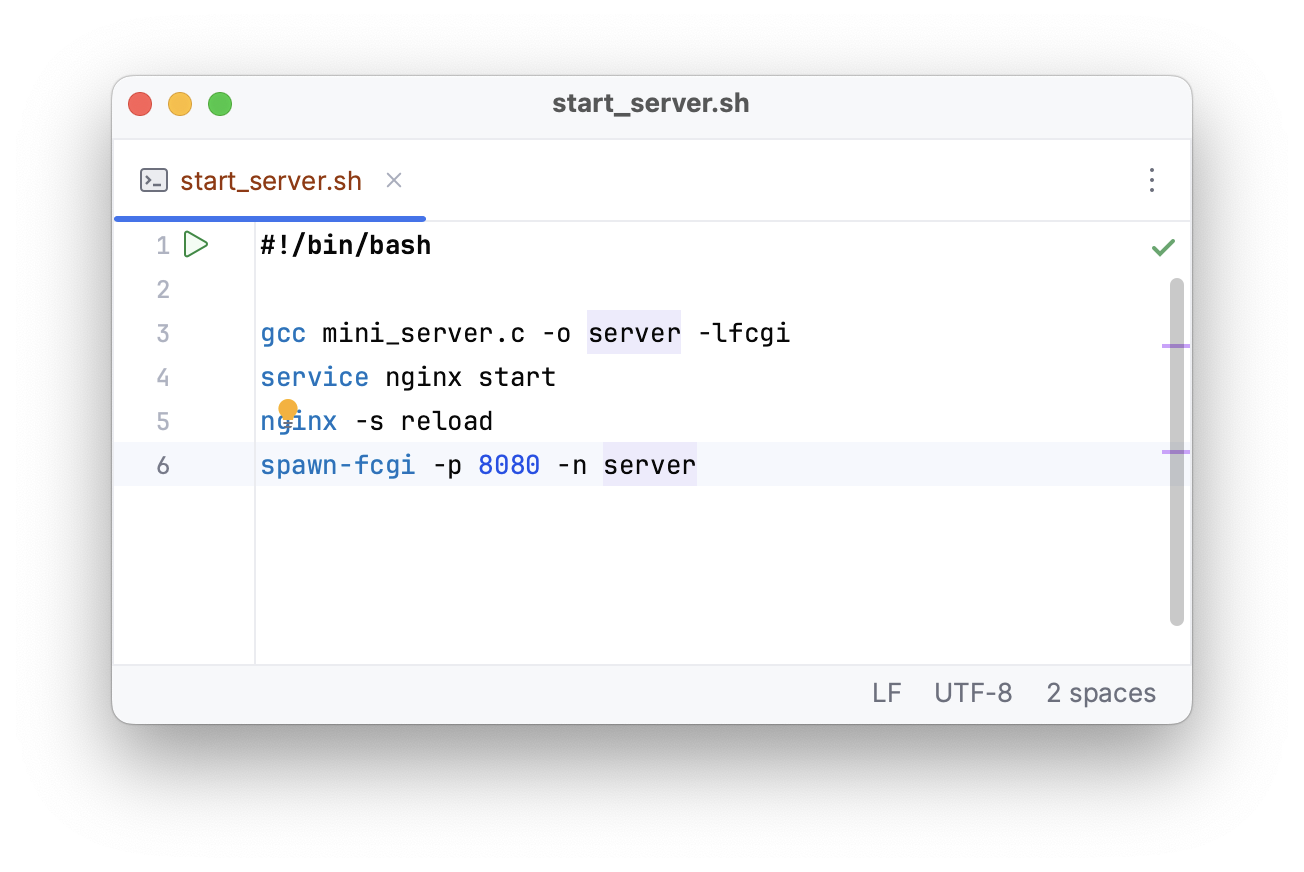 start_server.sh
start_server.sh
1 #!/bin/bash
2
3 gcc mini_server.c -o server -lfcgi
4 service nginx start
5 nginx -s reload
6 spawn-fcgi -p 8080 -n server
LF UTF-8 2 spaces